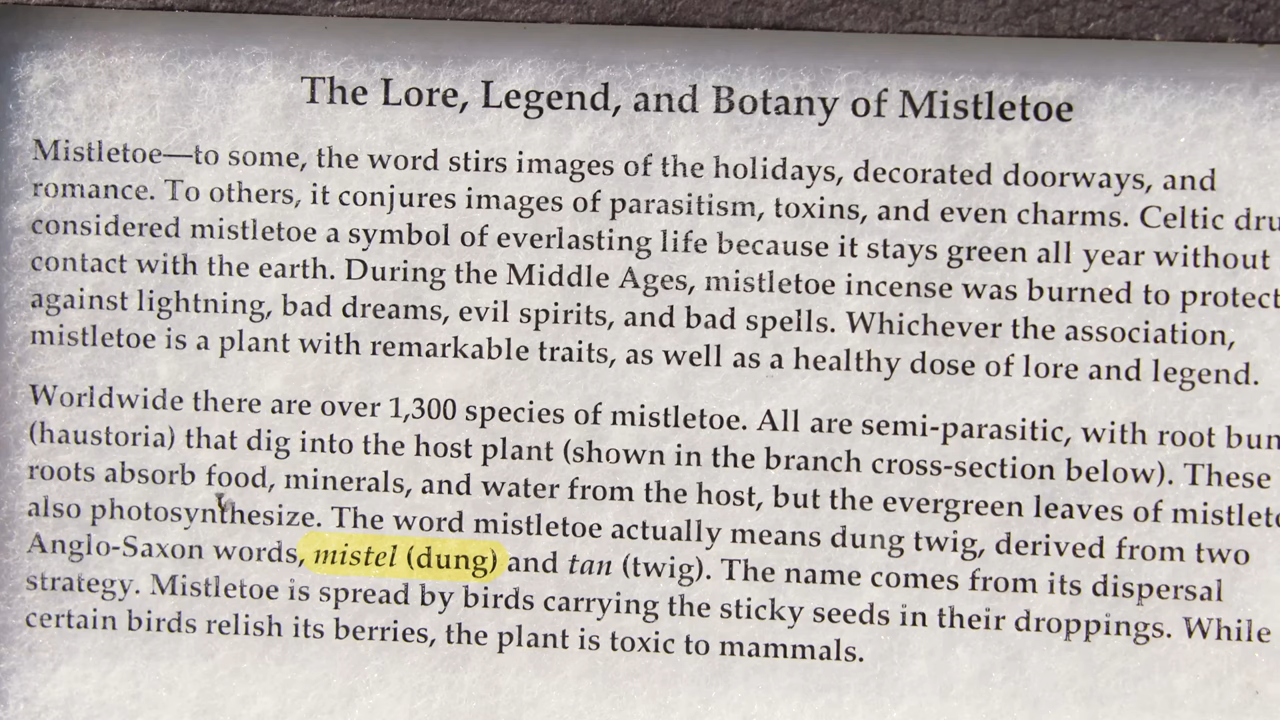 The Lore, Legend, and Botany of Mistletoe
Mistletoe—to some, the word stirs images of the holidays, decorated doorways, and
romance. To others, it conjures images of parasitism, toxins, and even charms. Celtic dru
considered mistletoe a symbol of everlasting life because it stays green all year without
contact with the earth. During the Middle Ages, mistletoe incense was burned to protect
against lightning, bad dreams, evil spirits, and bad spells. Whichever the association,
mistletoe is a plant with remarkable traits, as well as a healthy dose of lore and legend.
Worldwide there are over 1,300 species of mistletoe. All are semi-parasitic, with root bun
(haustoria) that dig into the host plant (shown in the branch cross-section below). These
roots absorb food, minerals, and water from the host, but the evergreen leaves of mistleto
also photosynthesize. The word mistletoe actually means dung twig, derived from two
Anglo-Saxon words, mistel (dung) and tan (twig). The name comes from its dispersal
strategy. Mistletoe is spread by birds carrying the sticky seeds in their droppings. While
certain birds relish its berries, the plant is toxic to mammals.